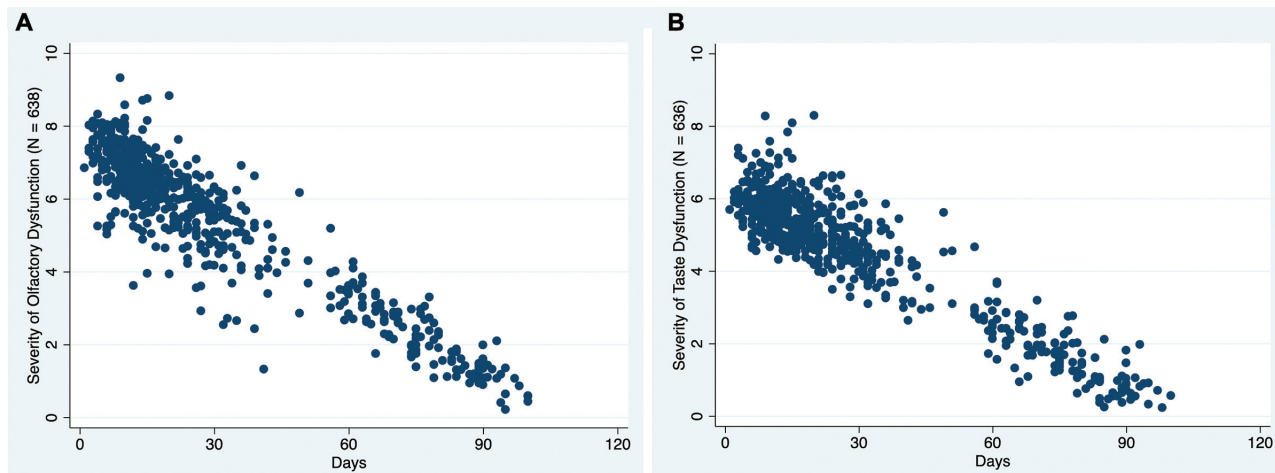 A
Severity of Olfactory Dysfunction (N = 638)
10
8
6
4
2
0
0 30 60 90 120
Days
B
Severity of Taste Dysfunction (N = 636)
10
8
6
4
2
0
0 30 60 90 120
Days